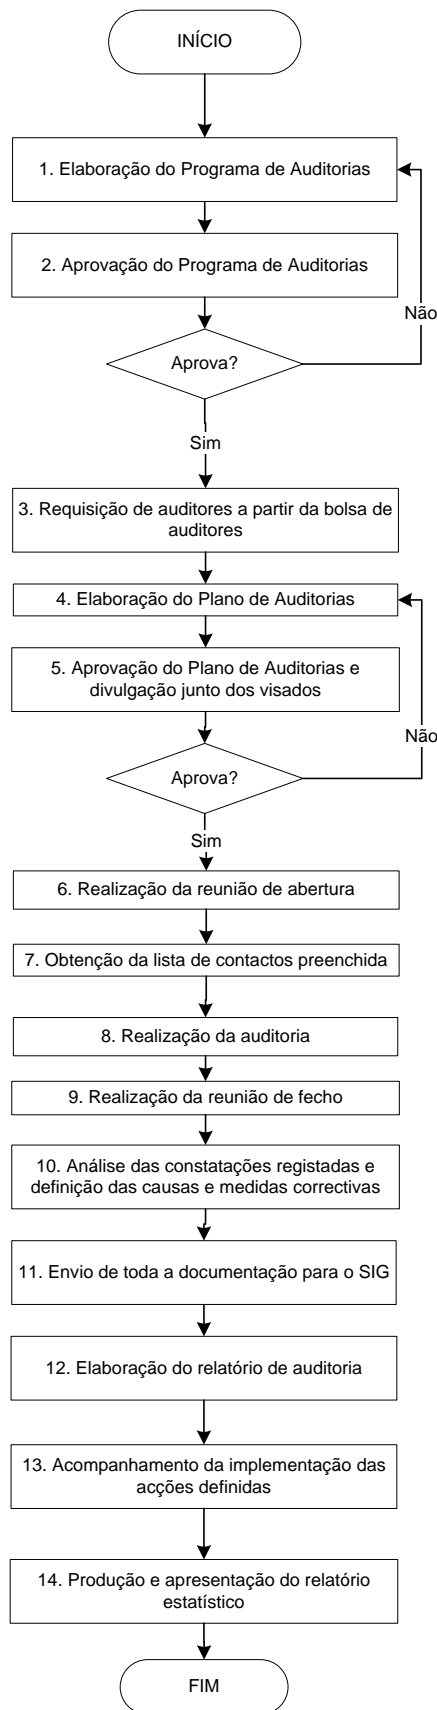 INÍCIO
1. Elaboração do Programa de Auditorias
2. Aprovação do Programa de Auditorias
Não
Aprova?
Sim
3. Requisição de auditores a partir da bolsa de
auditores
4. Elaboração do Plano de Auditorias
5. Aprovação do Plano de Auditorias e
divulgação junto dos visados
Não
Aprova?
Sim
6. Realização da reunião de abertura
7. Obtenção da lista de contactos preenchida
8. Realização da auditoria
9. Realização da reunião de fecho
10. Análise das constatações registadas e
definição das causas e medidas correctivas
11. Envio de toda a documentação para o SIG
12. Elaboração do relatório de auditoria
13. Acompanhamento da implementação das
acções definidas
14. Produção e apresentação do relatório
estatístico
FIM